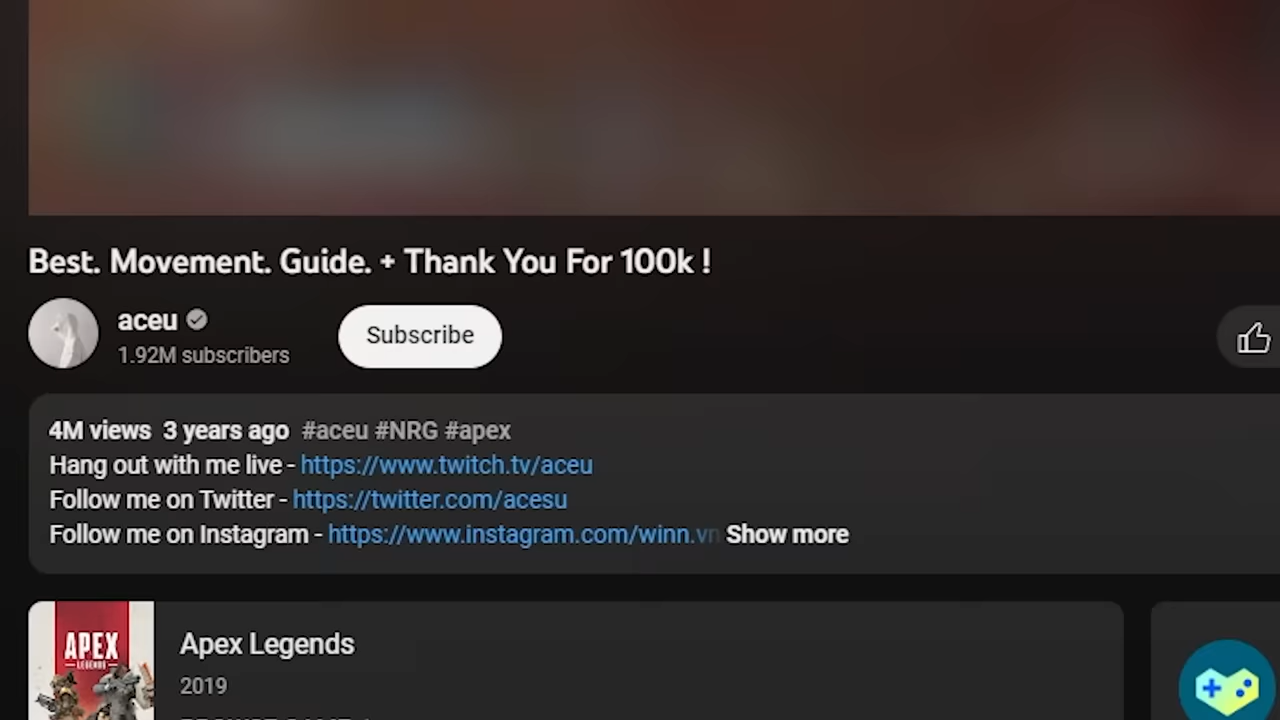 Best. Movement. Guide. + Thank You For 100k !
aceu
1.92M subscribers
Subscribe
4M views 3 years ago #aceu #NRG #apex
Hang out with me live - https://www.twitch.tv/aceu
Follow me on Twitter - https://twitter.com/acesu
Follow me on Instagram - https://www.instagram.com/winn.vn Show more
APEX
LEGENDS
Apex Legends
2019